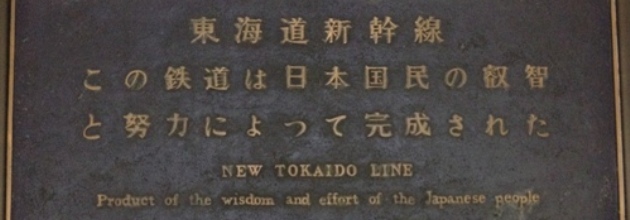 東海道新幹線
この鉄道は日本国民の叡智
と努力によって完成された
NEW TOKAIDO LINE
Product of the wisdom and effort of the Japanese people